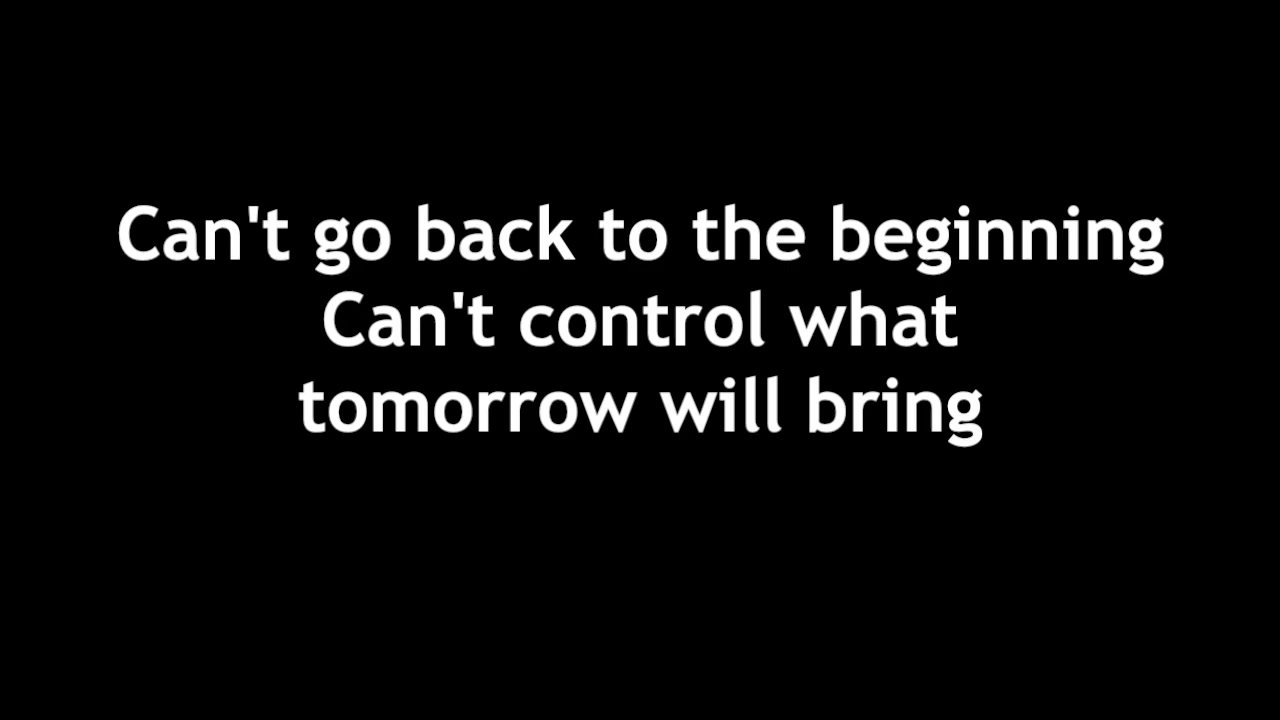 Can't go back to the beginning
Can't control what
tomorrow will bring